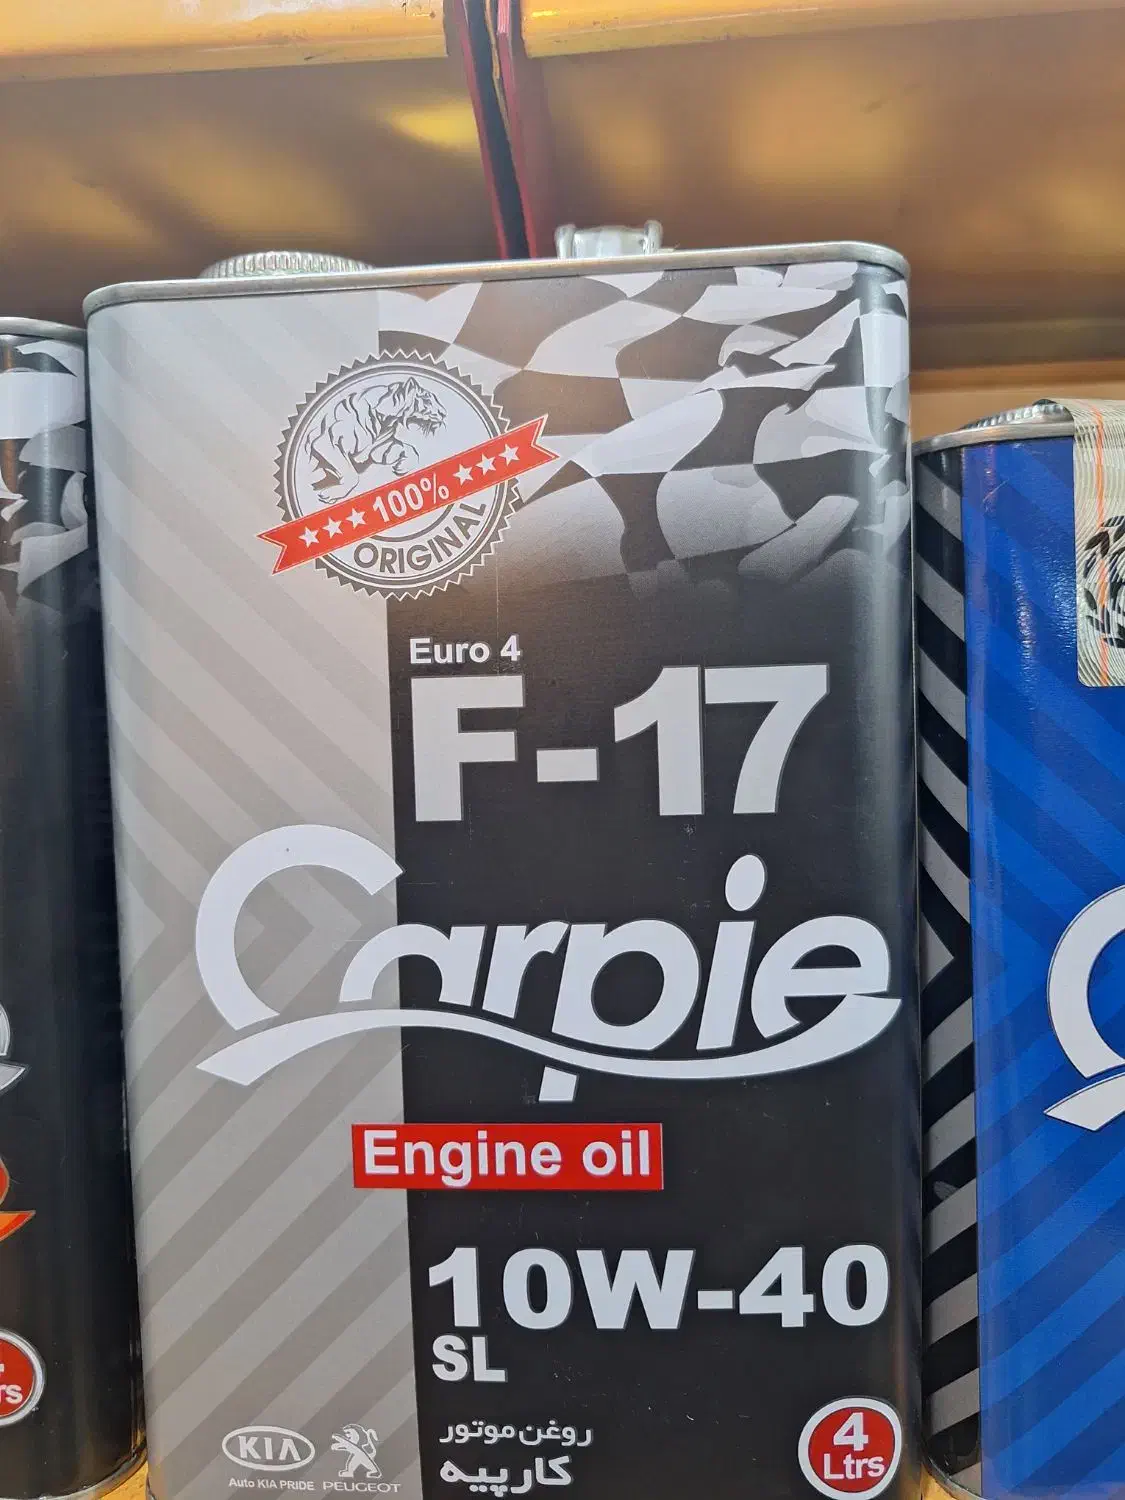 100%
ORIGINAL
Euro 4
F-17
Carpie
Engine oil
10W-40
SL
روغن موتور
کارپیه
4
Ltrs
KIA
Auto KIA PRIDE
PEUGEOT